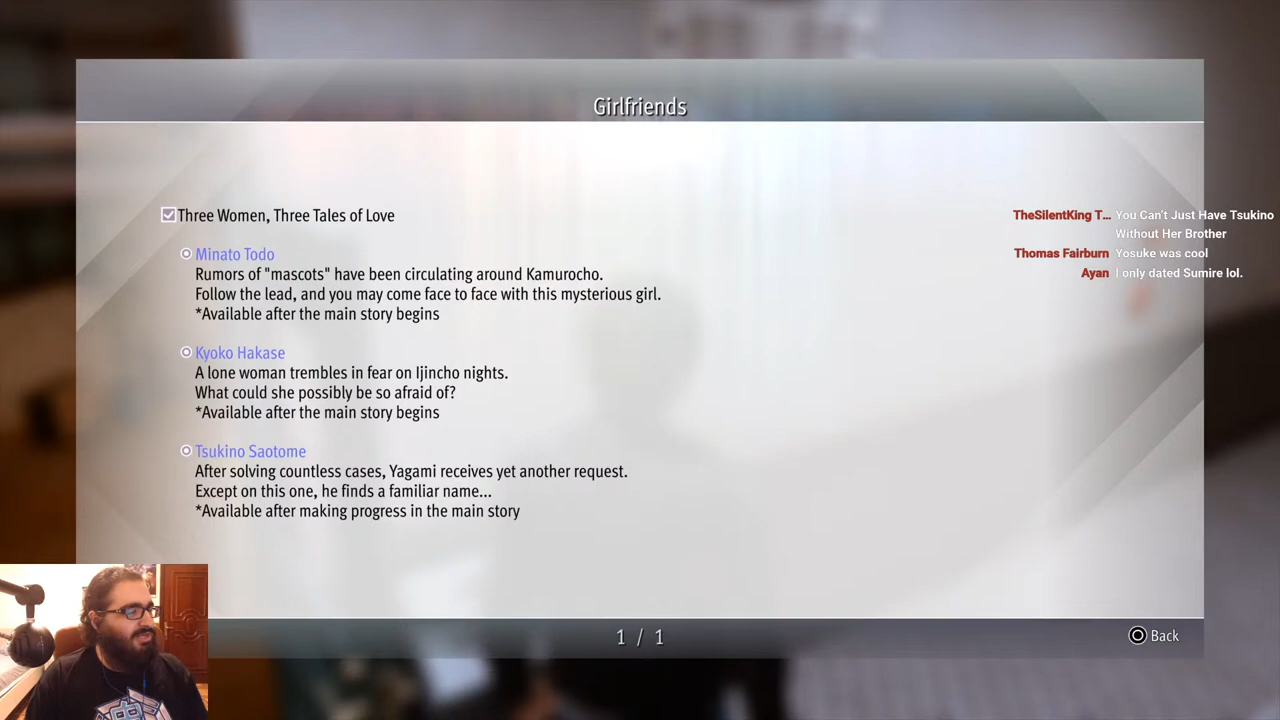 Girlfriends
Three Women, Three Tales of Love
Minato Todo
Rumors of "mascots" have been circulating around Kamurocho.
Follow the lead, and you may come face to face with this mysterious girl.
*Available after the main story begins
Kyoko Hakase
A lone woman trembles in fear on Ijincho nights.
What could she possibly be so afraid of?
*Available after the main story begins
Tsukino Saotome
After solving countless cases, Yagami receives yet another request.
Except on this one, he finds a familiar name...
*Available after making progress in the main story
TheSilentKing T... You Can't Just Have Tsukino
Without Her Brother
Thomas Fairburn Yosuke was cool
Ayan I only dated Sumire lol.
1 / 1
Back